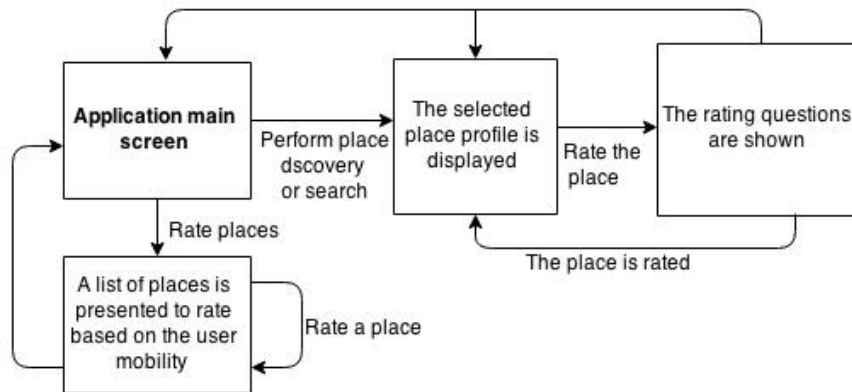 Application main
screen
Perform place
dscovery
or search
The selected
place profile is
displayed
Rate the
place
The rating questions
are shown
Rate places
The place is rated
A list of places is
presented to rate
based on the user
mobility
Rate a place